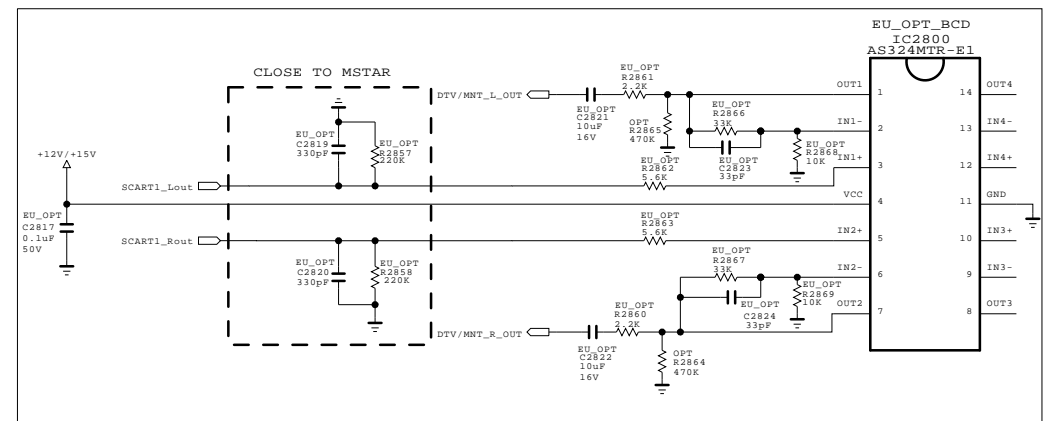 EU_OPT_BCD
IC2800
AS324MTR-E1
CLOSE TO MSTAR
DTV/MNT_L_OUT
EU_OPT
C2821
10uF
16V
EU_OPT
R2861
2.2K
OPT
R2865
470K
EU_OPT
R2866
33K
EU_OPT
C2823
33pF
EU_OPT
R2868
10K
OUT1
1
14
OUT4
IN1-
2
13
IN4-
IN1+
3
12
IN4+
VCC
4
11
GND
IN2+
5
10
IN3+
IN2-
6
9
IN3-
OUT2
7
8
OUT3
+12V/+15V
EU_OPT
C2817
0.1uF
50V
SCART1_Lout
EU_OPT
C2819
330pF
EU_OPT
R2857
220K
EU_OPT
R2862
5.6K
SCART1_Rout
EU_OPT
C2820
330pF
EU_OPT
R2858
220K
EU_OPT
R2863
5.6K
EU_OPT
R2867
33K
EU_OPT
C2824
33pF
EU_OPT
R2869
10K
DTV/MNT_R_OUT
EU_OPT
C2822
10uF
16V
EU_OPT
R2860
2.2K
OPT
R2864
470K